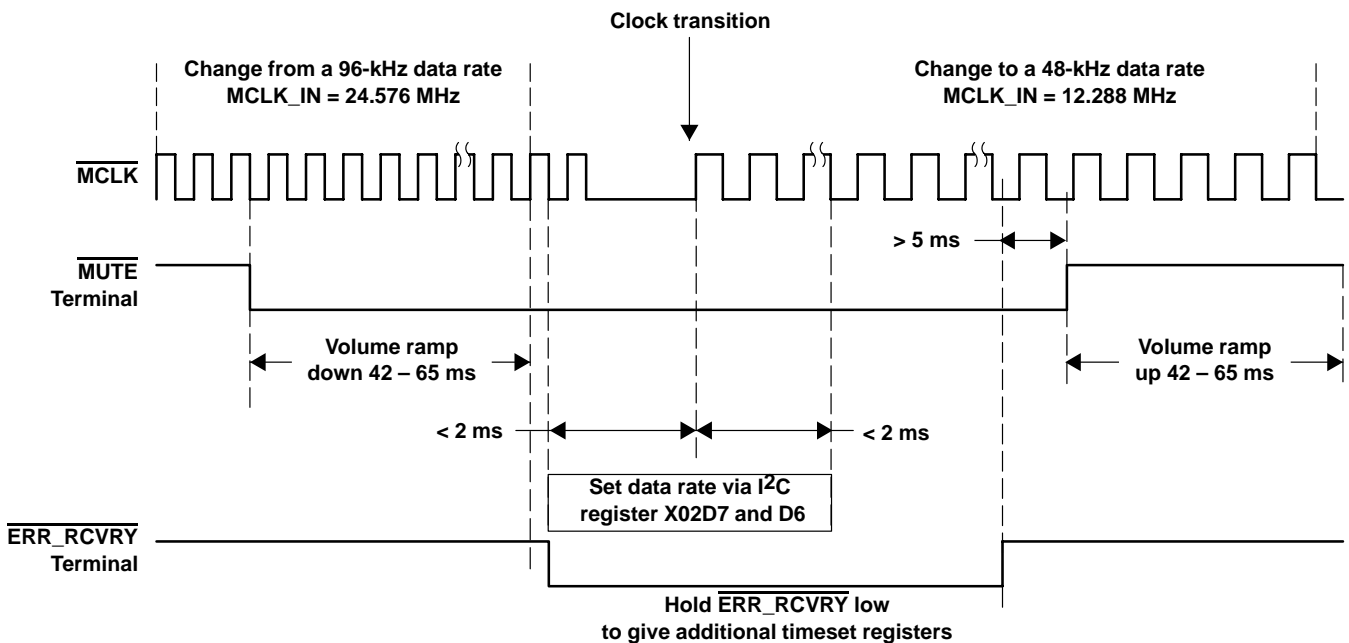 Clock transition
Change from a 96-kHz data rate
MCLK_IN = 24.576 MHz
Change to a 48-kHz data rate
MCLK_IN = 12.288 MHz
MCLK
> 5 ms
MUTE
Terminal
Volume ramp
down 42 – 65 ms
Volume ramp
up 42 – 65 ms
< 2 ms
< 2 ms
Set data rate via I2C
register X02D7 and D6
ERR_RCVRY
Terminal
Hold ERR_RCVRY low
to give additional timeset registers